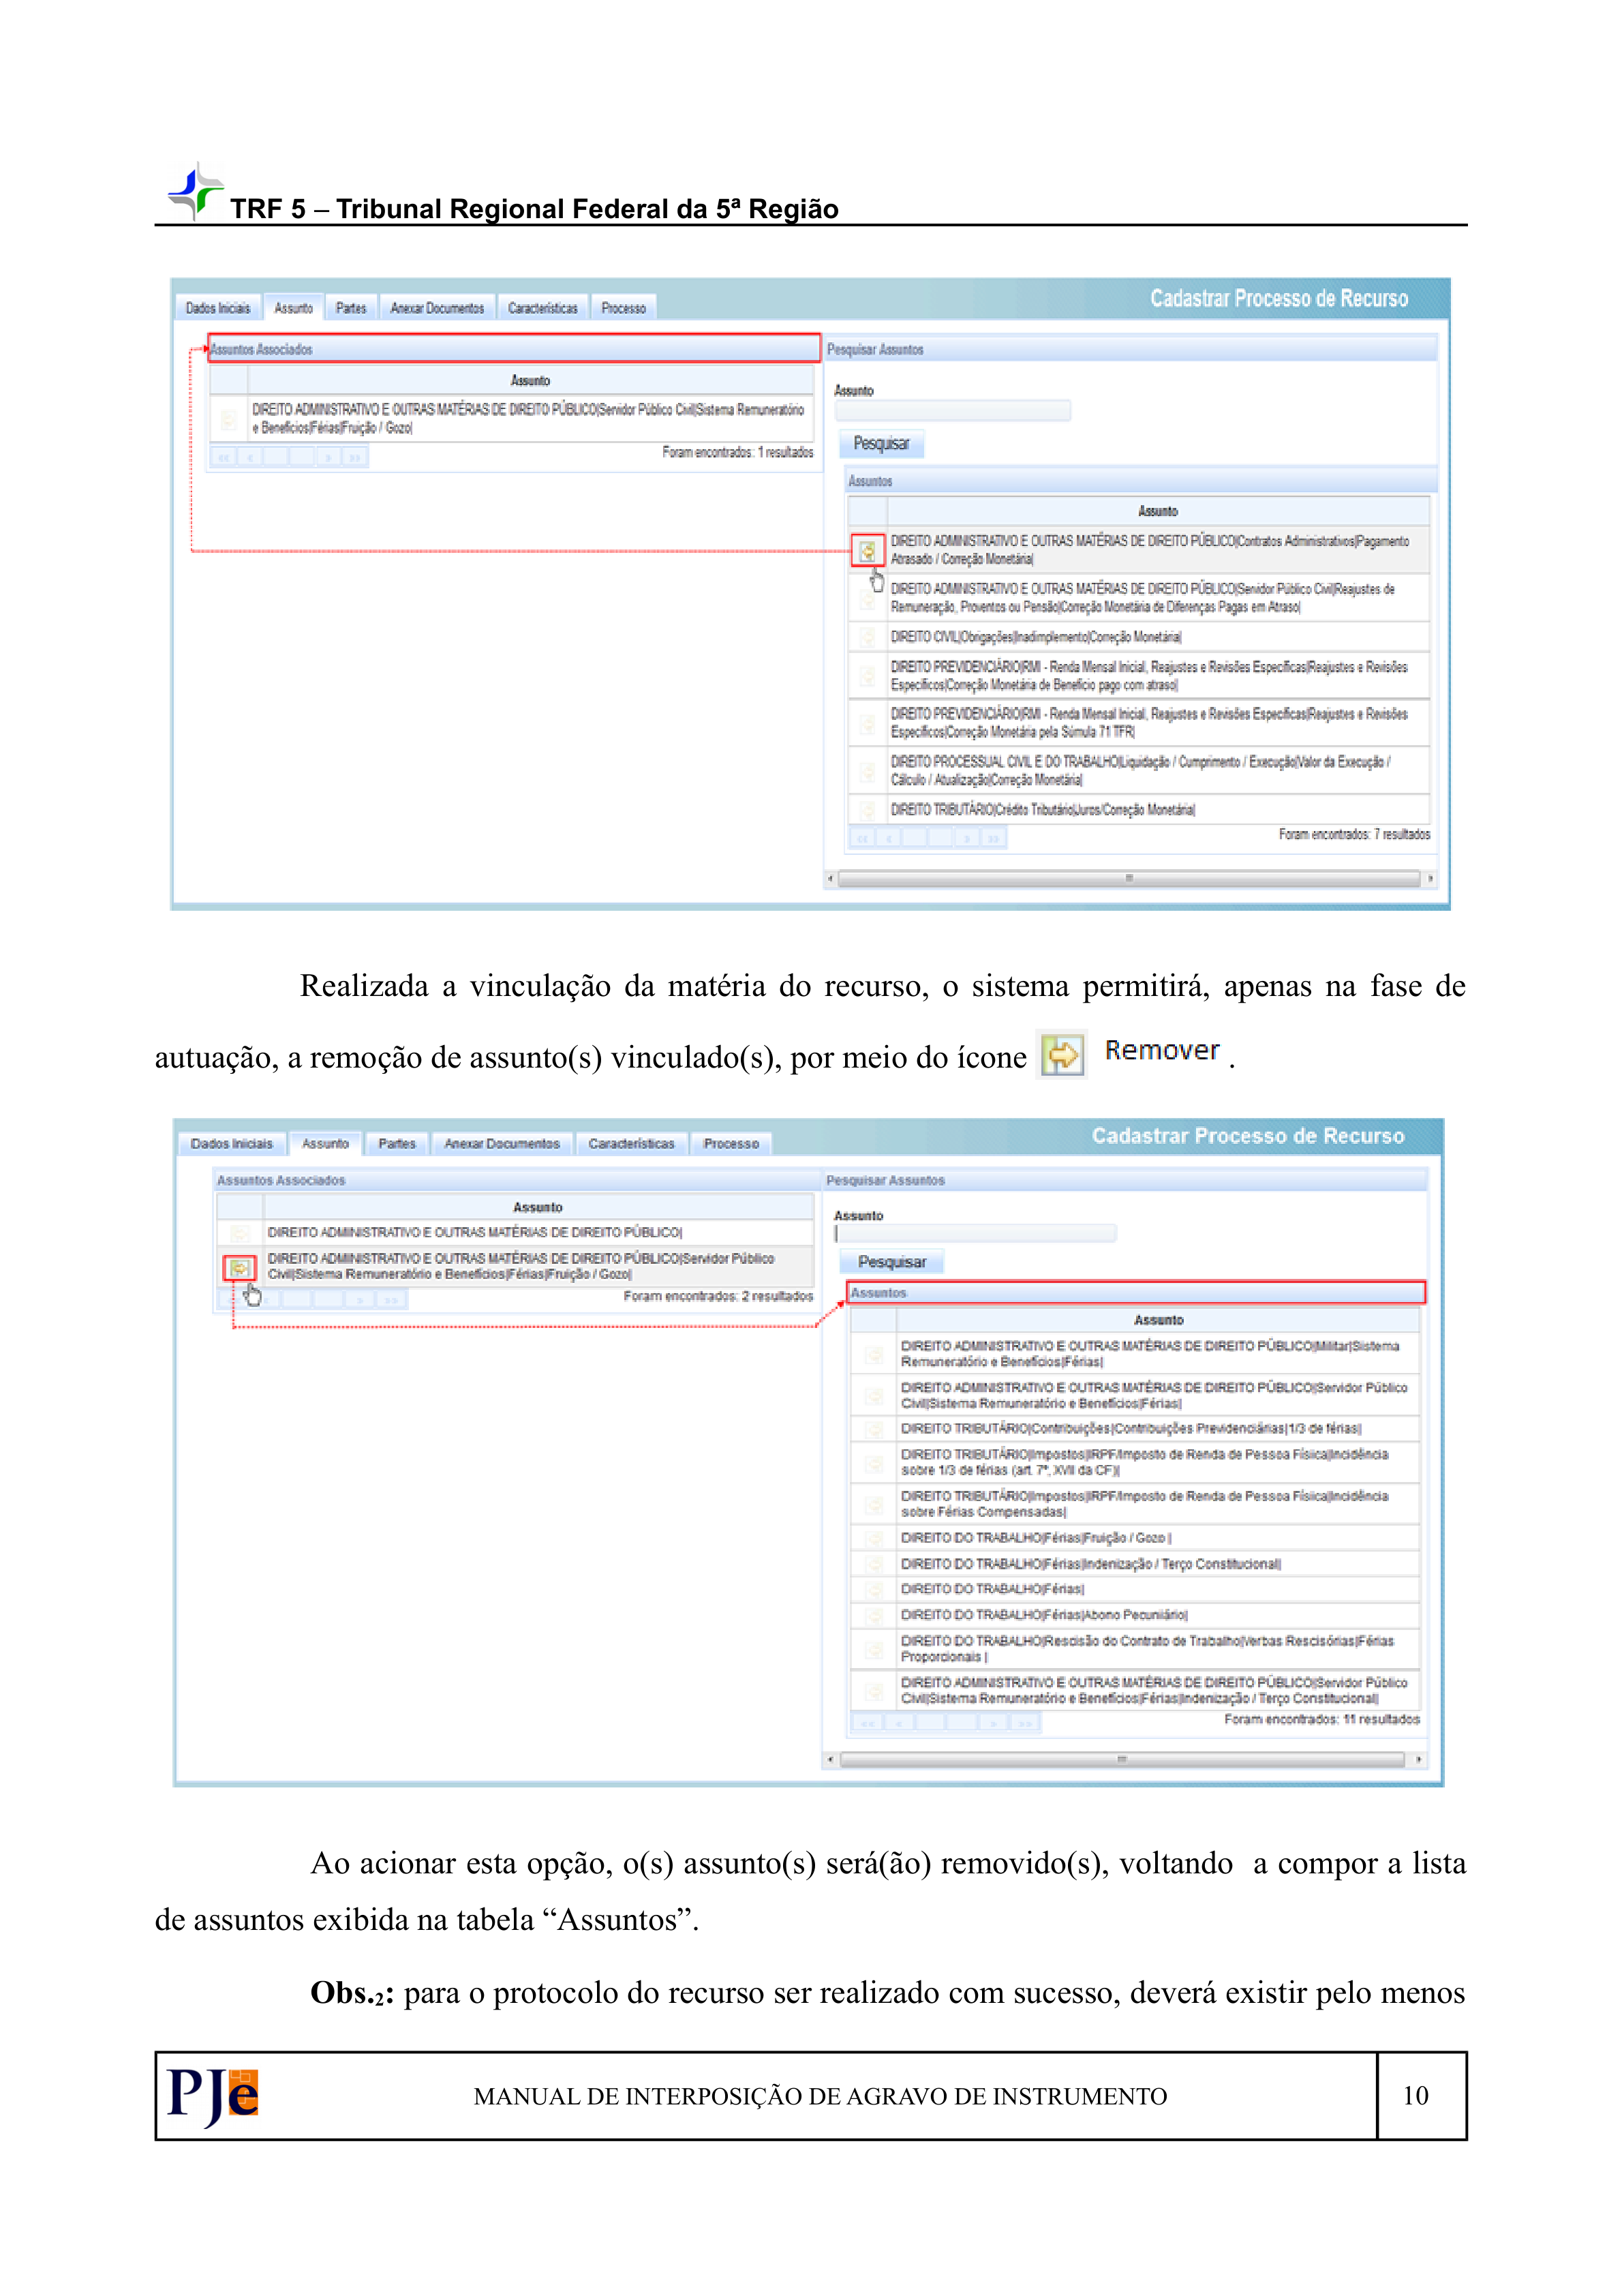 TRF 5 – Tribunal Regional Federal da 5ª Região
Cadastrar Processo de Recurso
Dados Iniciais Assunto Partes Anexar Documentos Características Processo
Assuntos Associados
Assunto
DIREITO ADMINISTRATIVO E OUTRAS MATÉRIAS DE DIREITO PÚBLICO|Servidor Público Civil|Sistema Remuneratório
e Benefícios|Férias|Fruição / Gozo|
<< < > >> Foram encontrados: 1 resultados
Pesquisar Assuntos
Assunto
Pesquisar
Assuntos
Assunto
DIREITO ADMINISTRATIVO E OUTRAS MATÉRIAS DE DIREITO PÚBLICO|Contratos Administrativos|Pagamento
Atrasado / Correção Monetária|
DIREITO ADMINISTRATIVO E OUTRAS MATÉRIAS DE DIREITO PÚBLICO|Servidor Público Civil|Reajustes de
Remuneração, Proventos ou Pensão|Correção Monetária de Diferenças Pagas em Atraso|
DIREITO CIVIL|Obrigações|Inadimplemento|Correção Monetária|
DIREITO PREVIDENCIÁRIO|RMI - Renda Mensal Inicial, Reajustes e Revisões Específicas|Reajustes e Revisões
Específicos|Correção Monetária de Benefício pago com atraso|
DIREITO PREVIDENCIÁRIO|RMI - Renda Mensal Inicial, Reajustes e Revisões Específicas|Reajustes e Revisões
Específicos|Correção Monetária pela Súmula 71 TFR|
DIREITO PROCESSUAL CIVIL E DO TRABALHO|Liquidação / Cumprimento / Execução|Valor da Execução /
Cálculo / Atualização|Correção Monetária|
DIREITO TRIBUTÁRIO|Crédito Tributário|Juros/Correção Monetária|
<< < > >> Foram encontrados: 7 resultados
Realizada a vinculação da matéria do recurso, o sistema permitirá, apenas na fase de
autuação, a remoção de assunto(s) vinculado(s), por meio do ícone Remover .
Cadastrar Processo de Recurso
Dados Iniciais Assunto Partes Anexar Documentos Características Processo
Assuntos Associados
Assunto
DIREITO ADMINISTRATIVO E OUTRAS MATÉRIAS DE DIREITO PÚBLICO|
DIREITO ADMINISTRATIVO E OUTRAS MATÉRIAS DE DIREITO PÚBLICO|Servidor Público
Civil|Sistema Remuneratório e Benefícios|Férias|Fruição / Gozo|
< > >> Foram encontrados: 2 resultados
Pesquisar Assuntos
Assunto
Pesquisar
Assuntos
Assunto
DIREITO ADMINISTRATIVO E OUTRAS MATÉRIAS DE DIREITO PÚBLICO|Militar|Sistema
Remuneratório e Benefícios|Férias|
DIREITO ADMINISTRATIVO E OUTRAS MATÉRIAS DE DIREITO PÚBLICO|Servidor Público
Civil|Sistema Remuneratório e Benefícios|Férias|
DIREITO TRIBUTÁRIO|Contribuições|Contribuições Previdenciárias|1/3 de férias|
DIREITO TRIBUTÁRIO|Impostos|IRPF/Imposto de Renda de Pessoa Física|Incidência
sobre 1/3 de férias (art. 7º, XVII da CF)|
DIREITO TRIBUTÁRIO|Impostos|IRPF/Imposto de Renda de Pessoa Física|Incidência
sobre Férias Compensadas|
DIREITO DO TRABALHO|Férias|Fruição / Gozo |
DIREITO DO TRABALHO|Férias|Indenização / Terço Constitucional|
DIREITO DO TRABALHO|Férias|
DIREITO DO TRABALHO|Férias|Abono Pecuniário|
DIREITO DO TRABALHO|Rescisão do Contrato de Trabalho|Verbas Rescisórias|Férias
Proporcionais |
DIREITO ADMINISTRATIVO E OUTRAS MATÉRIAS DE DIREITO PÚBLICO|Servidor Público
Civil|Sistema Remuneratório e Benefícios|Férias|Indenização / Terço Constitucional|
<< < > >> Foram encontrados: 11 resultados
Ao acionar esta opção, o(s) assunto(s) será(ão) removido(s), voltando a compor a lista
de assuntos exibida na tabela “Assuntos”.
Obs.2: para o protocolo do recurso ser realizado com sucesso, deverá existir pelo menos
PJe MANUAL DE INTERPOSIÇÃO DE AGRAVO DE INSTRUMENTO 10